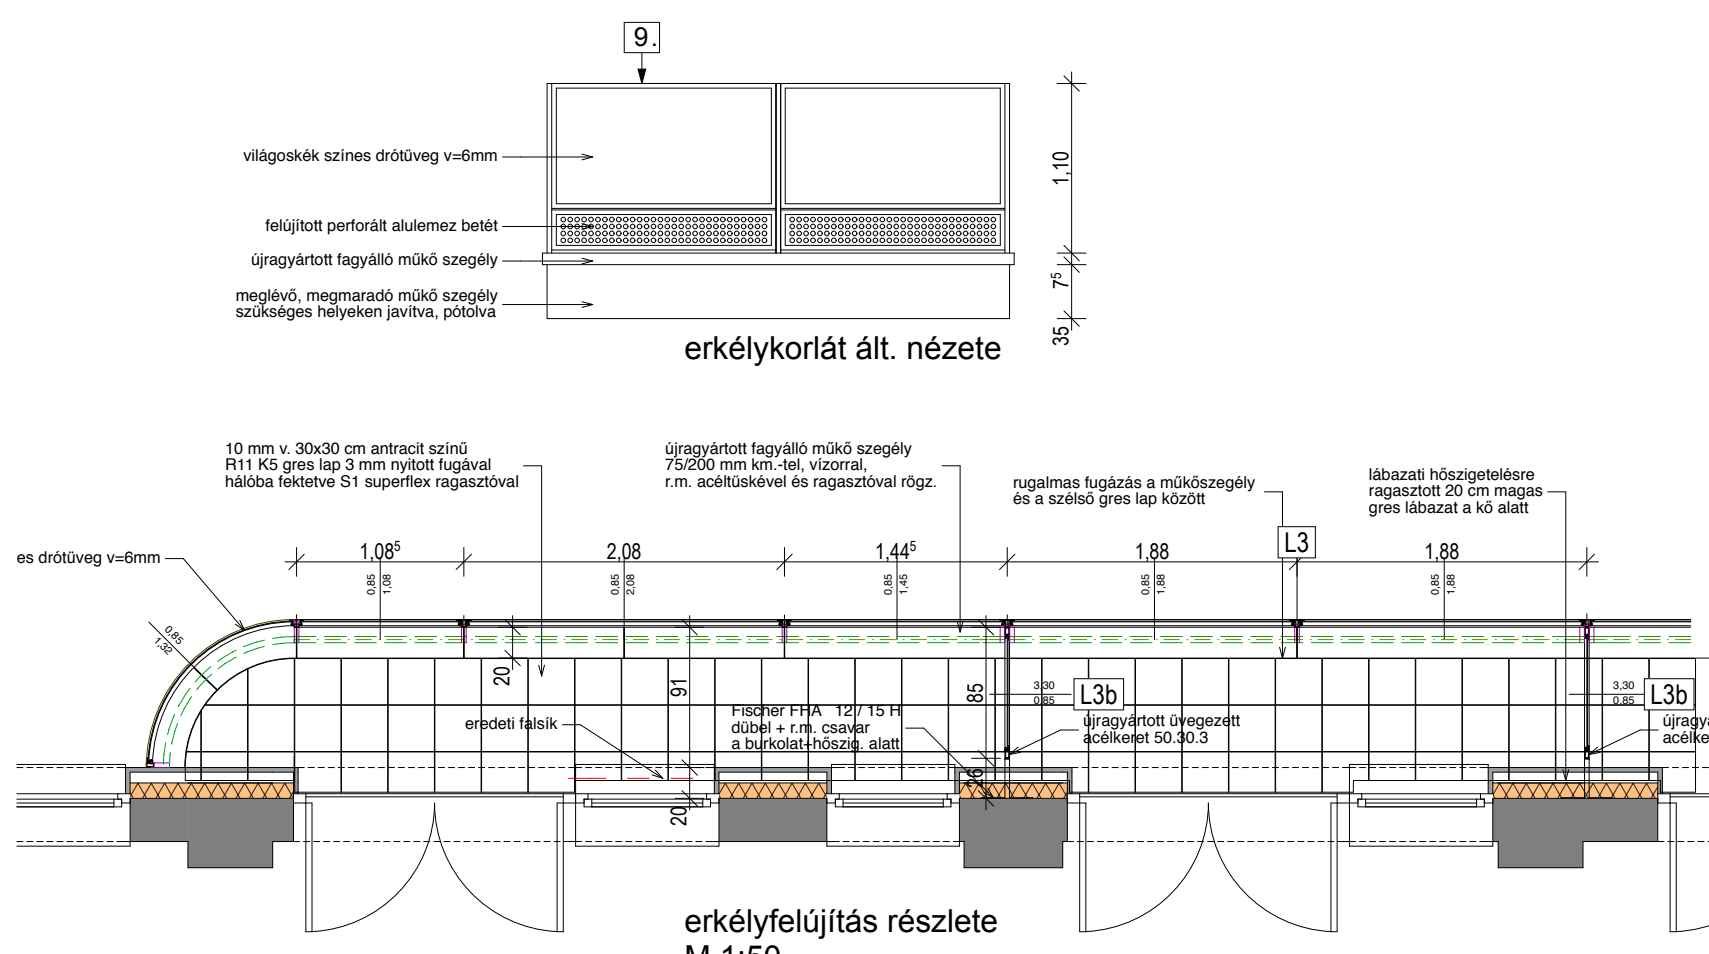 9.
világoskék színes drótüveg v=6mm
felújított perforált alulemez betét
újragyártott fagyálló műkő szegély
meglévő, megmaradó műkő szegély
szükséges helyeken javítva, pótolva
1,10
7⁵
35
erkélykorlát ált. nézete
10 mm v. 30x30 cm antracit színű
R11 K5 gres lap 3 mm nyitott fugával
hálóba fektetve S1 superflex ragasztóval
újragyártott fagyálló műkő szegély
75/200 mm km.-tel, vízorral,
r.m. acéltüskével és ragasztóval rögz.
rugalmas fugázás a műkőszegély
és a szélső gres lap között
lábazati hőszigetelésre
ragasztott 20 cm magas
gres lábazat a kő alatt
es drótüveg v=6mm
1,08⁵
2,08
1,44⁵
1,88
L3
1,88
0,85
1,08
0,85
2,08
0,85
1,45
0,85
1,88
0,85
1,88
0,85
1,32
20
91
85
3,30
0,85
L3b
3,30
0,85
L3b
eredeti falsík
Fischer FHA 12 / 15 H
dübel + r.m. csavar
a burkolat+hőszig. alatt
újragyártott üvegezett
acélkeret 50.30.3
újragyá
acélke
26
20
erkélyfelújítás részlete
M 1:50